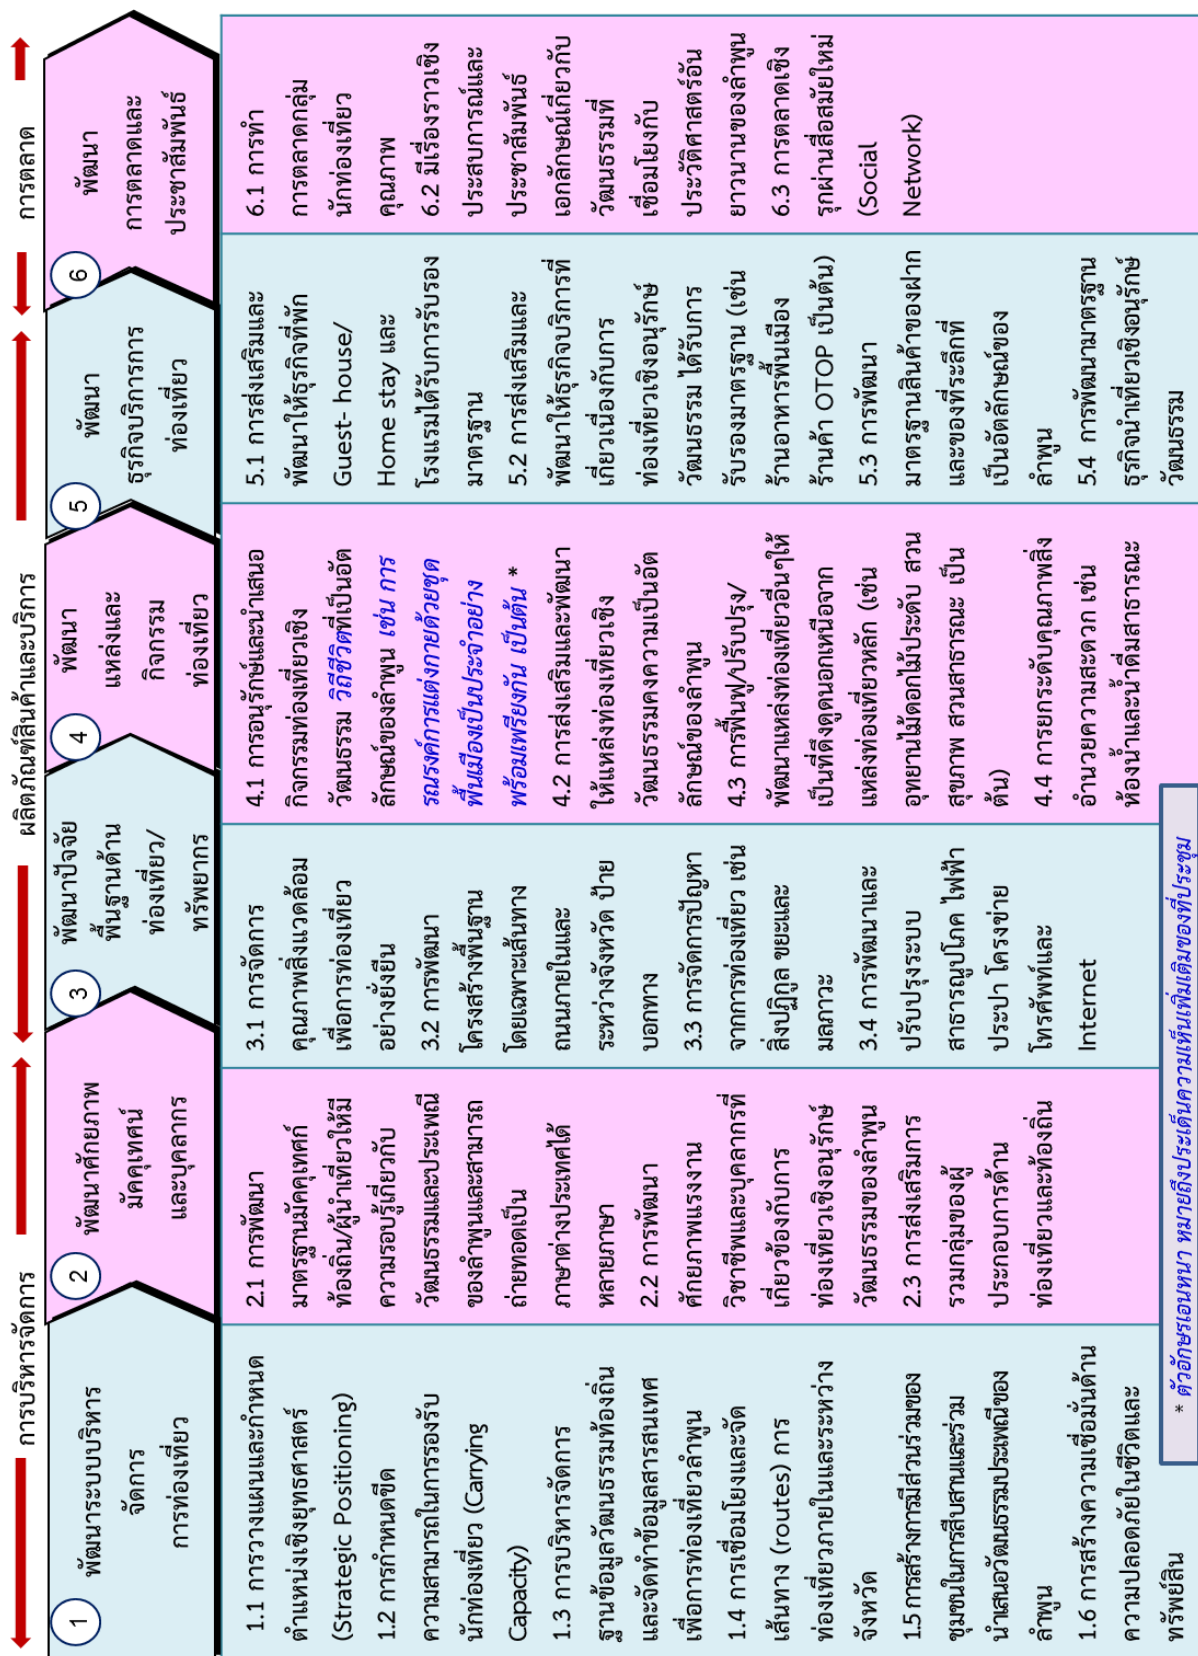 การบริหารจัดการ
ผลิตภัณฑ์สินค้าและบริการ
การตลาด
1
พัฒนาระบบบริหาร
จัดการ
การท่องเที่ยว
2
พัฒนาศักยภาพ
มัคคุเทศน์
และบุคลากร
3
พัฒนาปัจจัย
พื้นฐานด้าน
ท่องเที่ยว/
ทรัพยากร
4
พัฒนา
แหล่งและ
กิจกรรม
ท่องเที่ยว
5
พัฒนา
ธุรกิจบริการการ
ท่องเที่ยว
6
พัฒนา
การตลาดและ
ประชาสัมพันธ์
1.1 การวางแผนและกำหนด
ตำแหน่งเชิงยุทธศาสตร์
(Strategic Positioning)
1.2 การกำหนดขีด
ความสามารถในการรองรับ
นักท่องเที่ยว (Carrying
Capacity)
1.3 การบริหารจัดการ
ฐานข้อมูลวัฒนธรรมท้องถิ่น
และจัดทำข้อมูลสารสนเทศ
เพื่อการท่องเที่ยวลำพูน
1.4 การเชื่อมโยงและจัด
เส้นทาง (routes) การ
ท่องเที่ยวภายในและระหว่าง
จังหวัด
1.5 การสร้างการมีส่วนร่วมของ
ชุมชนในการสืบสานและร่วม
นำเสนอวัฒนธรรมประเพณีของ
ลำพูน
1.6 การสร้างความเชื่อมั่นด้าน
ความปลอดภัยในชีวิตและ
ทรัพย์สิน
2.1 การพัฒนา
มาตรฐานมัคคุเทศก์
ท้องถิ่น/ผู้นำเที่ยวให้มี
ความรอบรู้เกี่ยวกับ
วัฒนธรรมและประเพณี
ของลำพูนและสามารถ
ถ่ายทอดเป็น
ภาษาต่างประเทศได้
หลายภาษา
2.2 การพัฒนา
ศักยภาพแรงงาน
วิชาชีพและบุคลากรที่
เกี่ยวข้องกับการ
ท่องเที่ยวเชิงอนุรักษ์
วัฒนธรรมของลำพูน
2.3 การส่งเสริมการ
รวมกลุ่มของผู้
ประกอบการด้าน
ท่องเที่ยวและท้องถิ่น
3.1 การจัดการ
คุณภาพสิ่งแวดล้อม
เพื่อการท่องเที่ยว
อย่างยั่งยืน
3.2 การพัฒนา
โครงสร้างพื้นฐาน
โดยเฉพาะเส้นทาง
ถนนภายในและ
ระหว่างจังหวัด ป้าย
บอกทาง
3.3 การจัดการปัญหา
จากการท่องเที่ยว เช่น
สิ่งปฏิกูล ขยะและ
มลภาวะ
3.4 การพัฒนาและ
ปรับปรุงระบบ
สาธารณูปโภค ไฟฟ้า
ประปา โครงข่าย
โทรศัพท์และ
Internet
4.1 การอนุรักษ์และนำเสนอ
กิจกรรมท่องเที่ยวเชิง
วัฒนธรรม วิถีชีวิตที่เป็นอัต
ลักษณ์ของลำพูน เช่น การ
รณรงค์การแต่งกายด้วยชุด
พื้นเมืองเป็นประจำอย่าง
พร้อมเพรียงกัน เป็นต้น *
4.2 การส่งเสริมและพัฒนา
ให้แหล่งท่องเที่ยวเชิง
วัฒนธรรมคงความเป็นอัต
ลักษณ์ของลำพูน
4.3 การฟื้นฟู/ปรับปรุง/
พัฒนาแหล่งท่องเที่ยวอื่นๆให้
เป็นที่ดึงดูดนอกเหนือจาก
แหล่งท่องเที่ยวหลัก (เช่น
อุทยานไม้ดอกไม้ประดับ สวน
สุขภาพ สวนสาธารณะ เป็น
ต้น)
4.4 การยกระดับคุณภาพสิ่ง
อำนวยความสะดวก เช่น
ห้องน้ำและน้ำดื่มสาธารณะ
5.1 การส่งเสริมและ
พัฒนาให้ธุรกิจที่พัก
Guest- house/
Home stay และ
โรงแรมได้รับการรับรอง
มาตรฐาน
5.2 การส่งเสริมและ
พัฒนาให้ธุรกิจบริการที่
เกี่ยวเนื่องกับการ
ท่องเที่ยวเชิงอนุรักษ์
วัฒนธรรม ได้รับการ
รับรองมาตรฐาน (เช่น
ร้านอาหารพื้นเมือง
ร้านค้า OTOP เป็นต้น)
5.3 การพัฒนา
มาตรฐานสินค้าของฝาก
และของที่ระลึกที่
เป็นอัตลักษณ์ของ
ลำพูน
5.4 การพัฒนามาตรฐาน
ธุรกิจนำเที่ยวเชิงอนุรักษ์
วัฒนธรรม
6.1 การทำ
การตลาดกลุ่ม
นักท่องเที่ยว
คุณภาพ
6.2 มีเรื่องราวเชิง
ประสบการณ์และ
ประชาสัมพันธ์
เอกลักษณ์เกี่ยวกับ
วัฒนธรรมที่
เชื่อมโยงกับ
ประวัติศาสตร์อัน
ยาวนานของลำพูน
6.3 การตลาดเชิง
รุกผ่านสื่อสมัยใหม่
(Social
Network)
* ตัวอักษรเอนหนา หมายถึงประเด็นความเห็นเพิ่มเติมของที่ประชุม